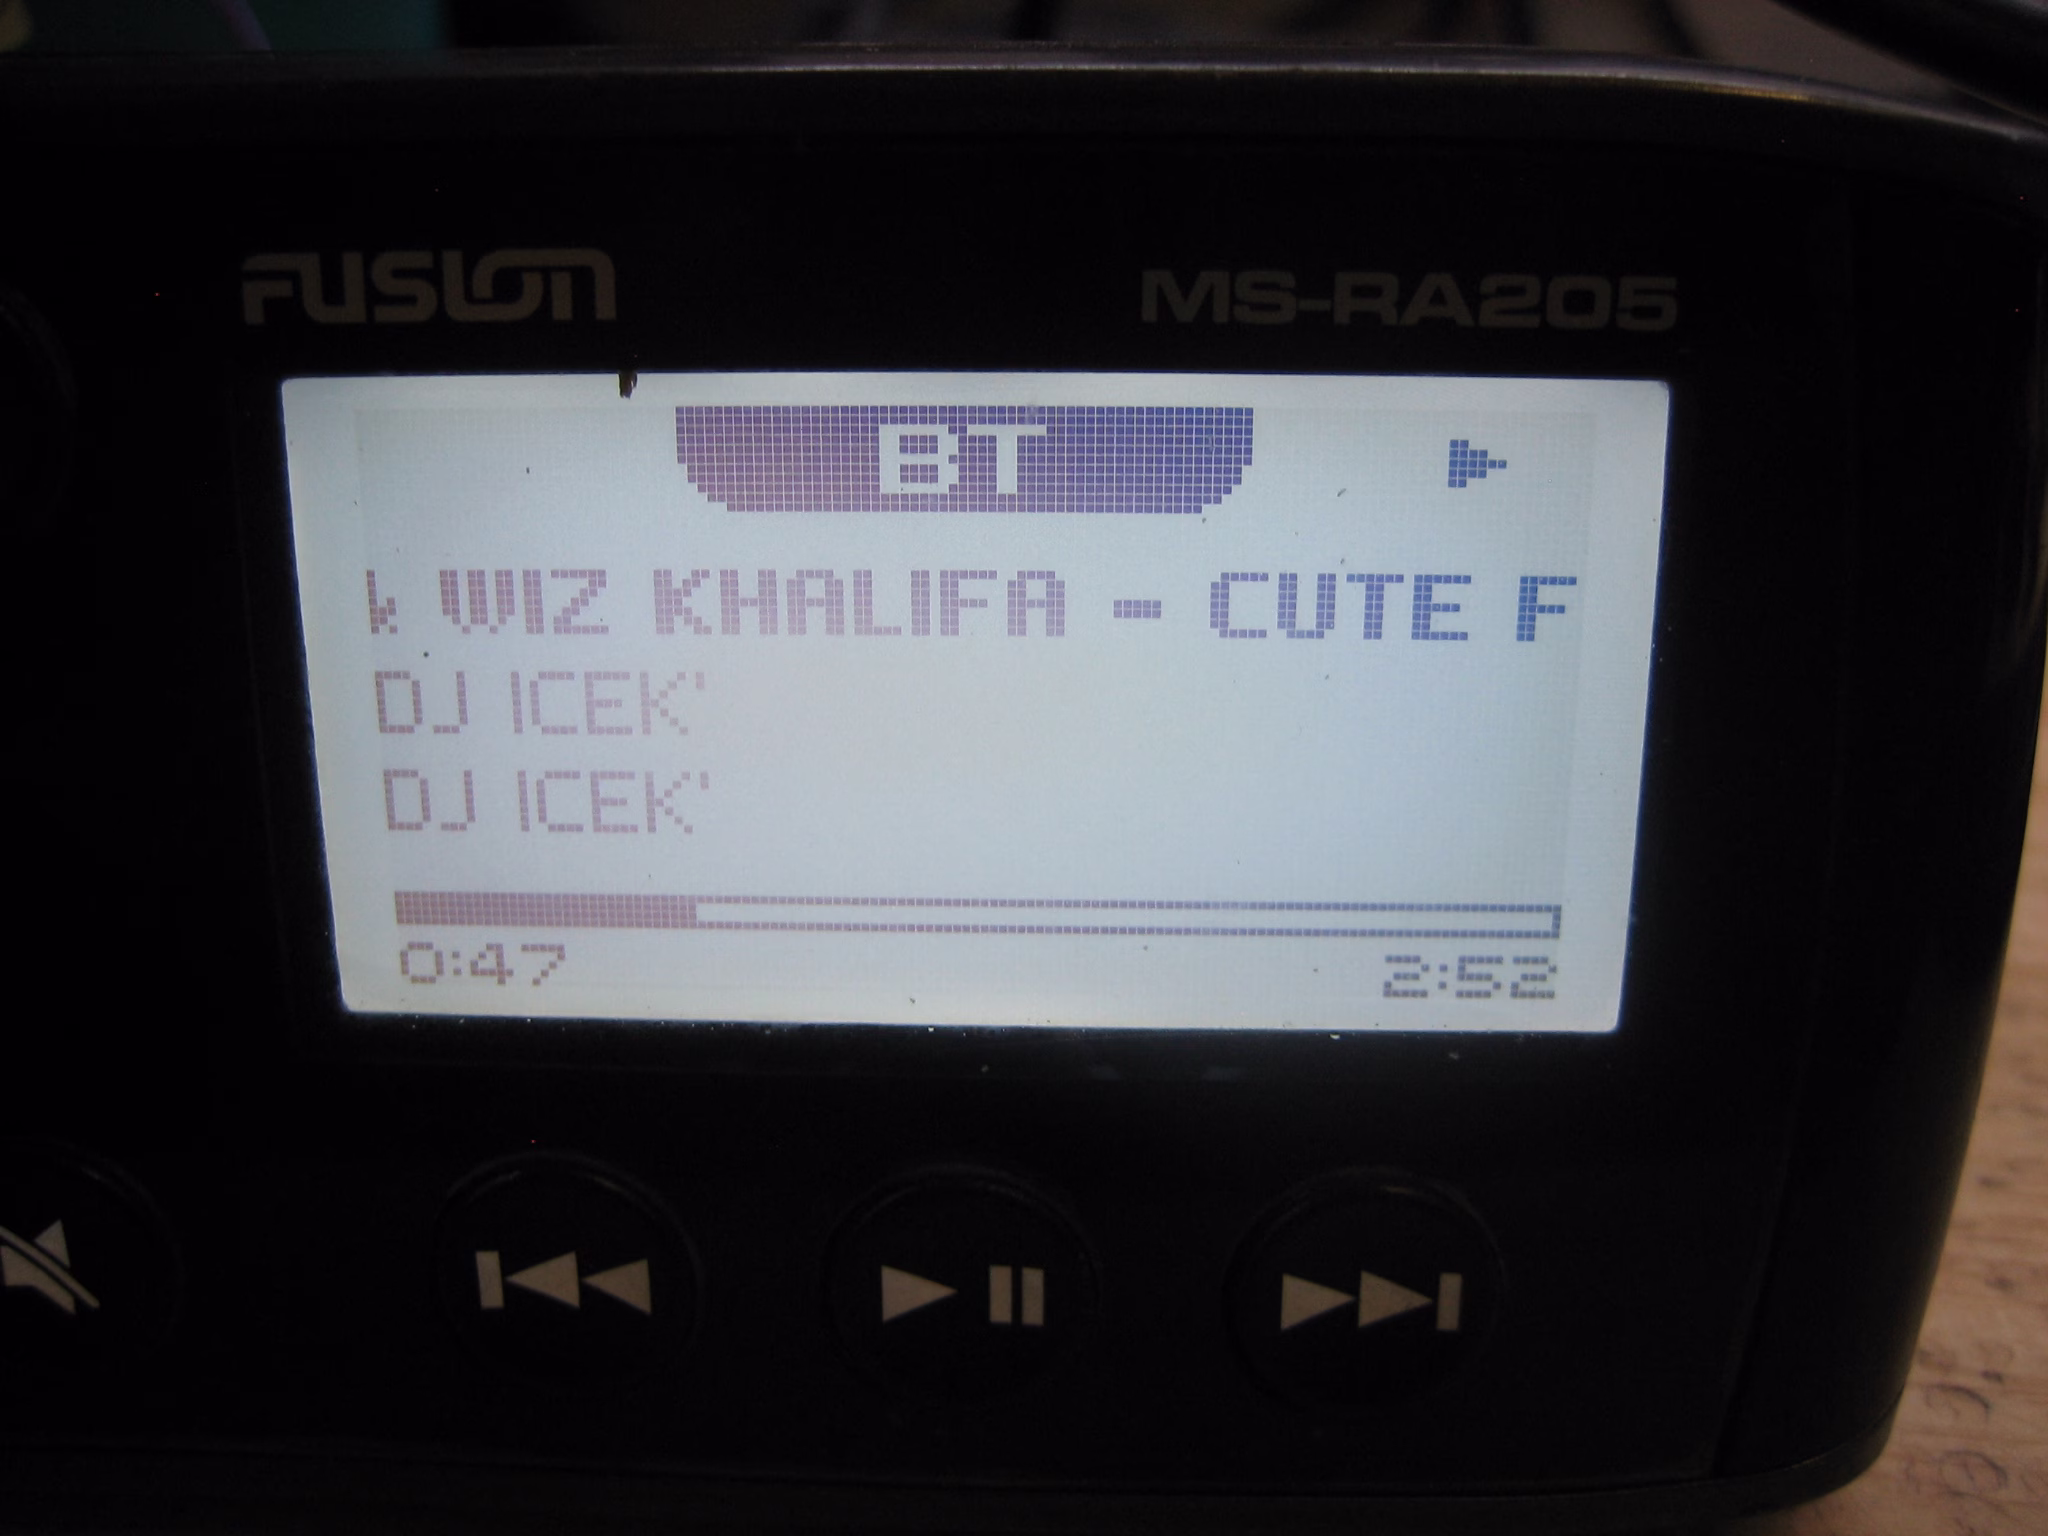 FUSION
MS-RA205
BT
k WIZ KHALIFA - CUTE F
DJ ICEK'
DJ ICEK'
0:47
2:52